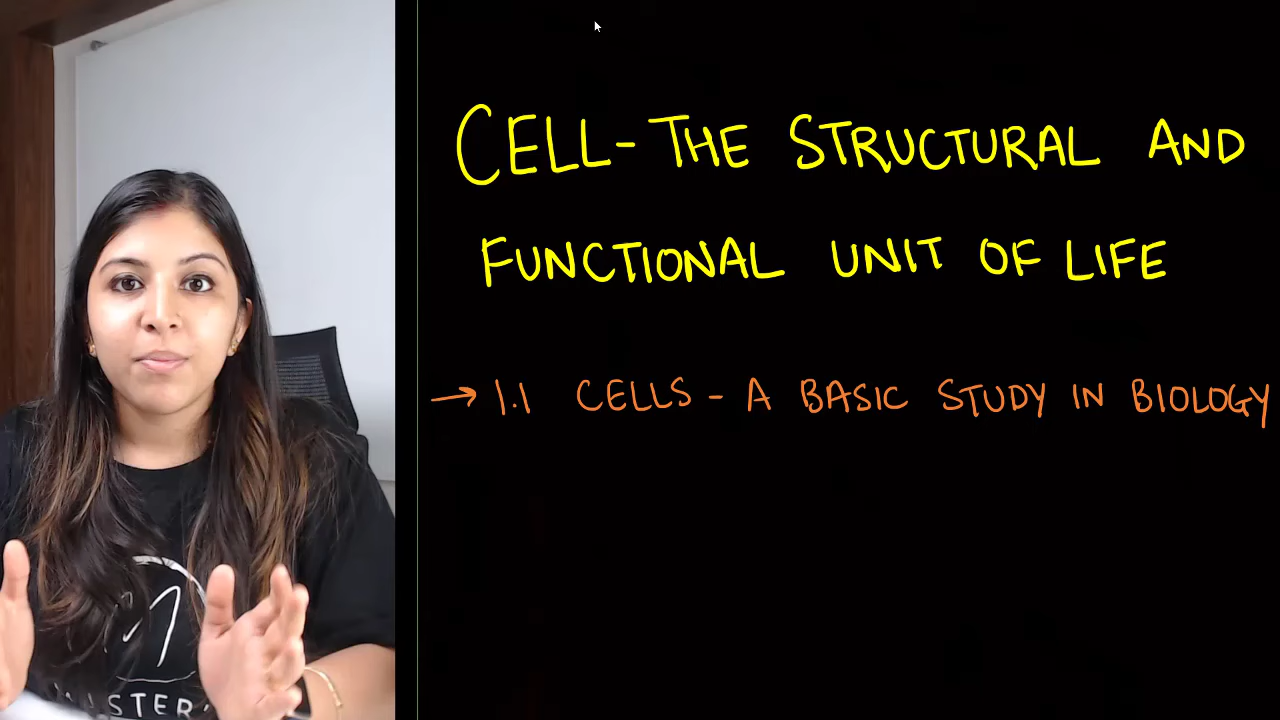 CELL - THE STRUCTURAL AND
FUNCTIONAL UNIT OF LIFE
→ 1.1 CELLS - A BASIC STUDY IN BIOLOGY